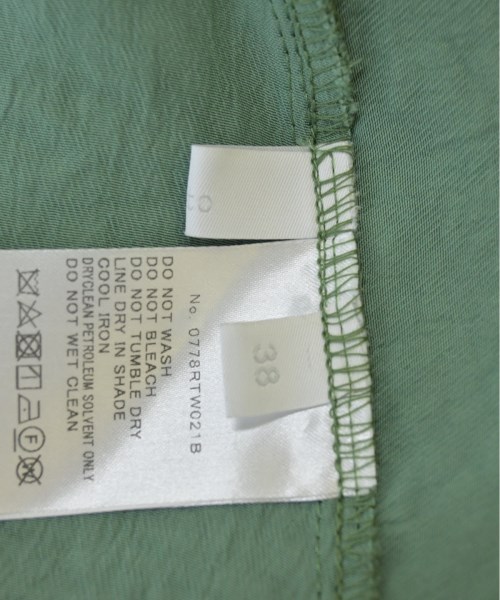 38
No. 0778RTW021B
DO NOT WASH
DO NOT BLEACH
DO NOT TUMBLE DRY
LINE DRY IN SHADE
COOL IRON
DRYCLEAN PETROLEUM SOLVENT ONLY
DO NOT WET CLEAN
F
W